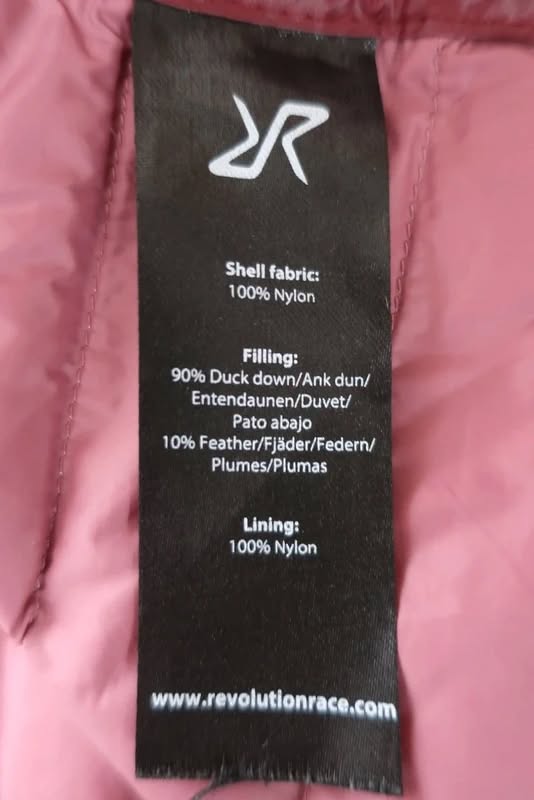 Shell fabric:
100% Nylon
Filling:
90% Duck down/Ank dun/
Entendaunen/Duvet/
Pato abajo
10% Feather/Fjäder/Federn/
Plumes/Plumas
Lining:
100% Nylon
www.revolutionrace.com